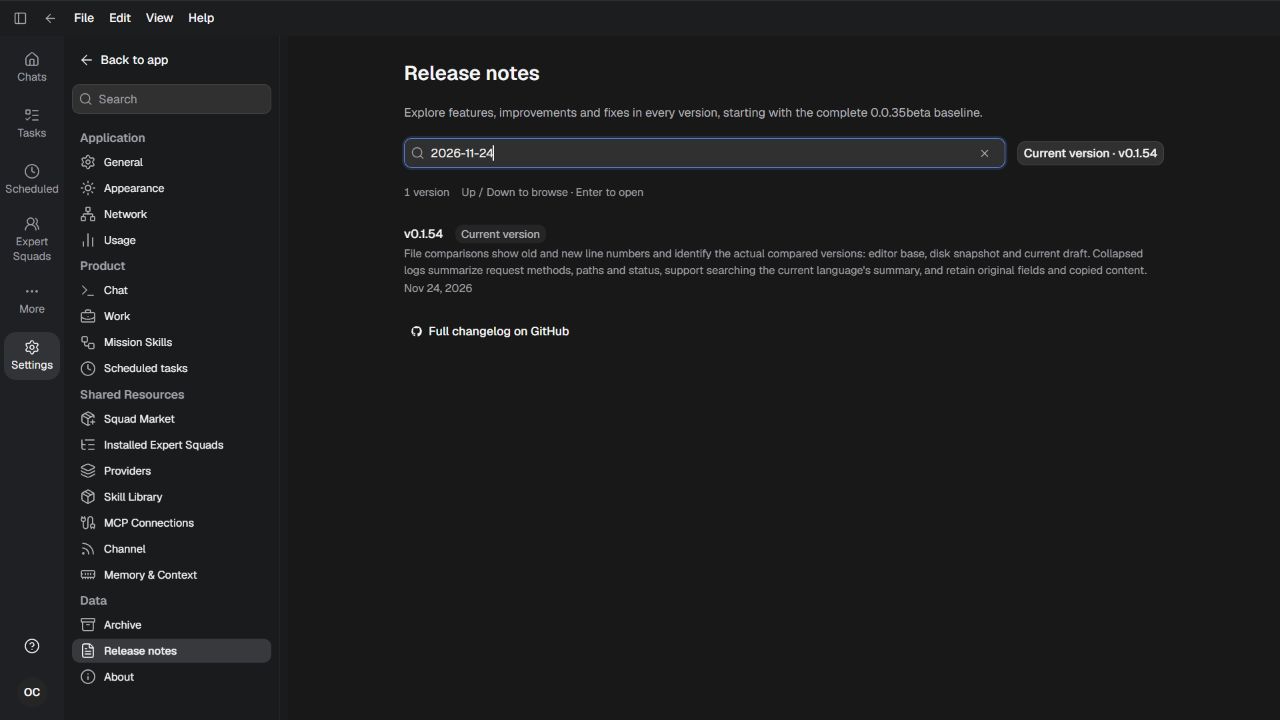 File Edit View Help
Chats
Tasks
Scheduled
Expert
Squads
More
Settings
OC
Back to app
Search
Application
General
Appearance
Network
Usage
Product
Chat
Work
Mission Skills
Scheduled tasks
Shared Resources
Squad Market
Installed Expert Squads
Providers
Skill Library
MCP Connections
Channel
Memory & Context
Data
Archive
Release notes
About
Release notes
Explore features, improvements and fixes in every version, starting with the complete 0.0.35beta baseline.
2026-11-24
Current version · v0.1.54
1 version Up / Down to browse · Enter to open
v0.1.54 Current version
File comparisons show old and new line numbers and identify the actual compared versions: editor base, disk snapshot and current draft. Collapsed
logs summarize request methods, paths and status, support searching the current language's summary, and retain original fields and copied content.
Nov 24, 2026
Full changelog on GitHub